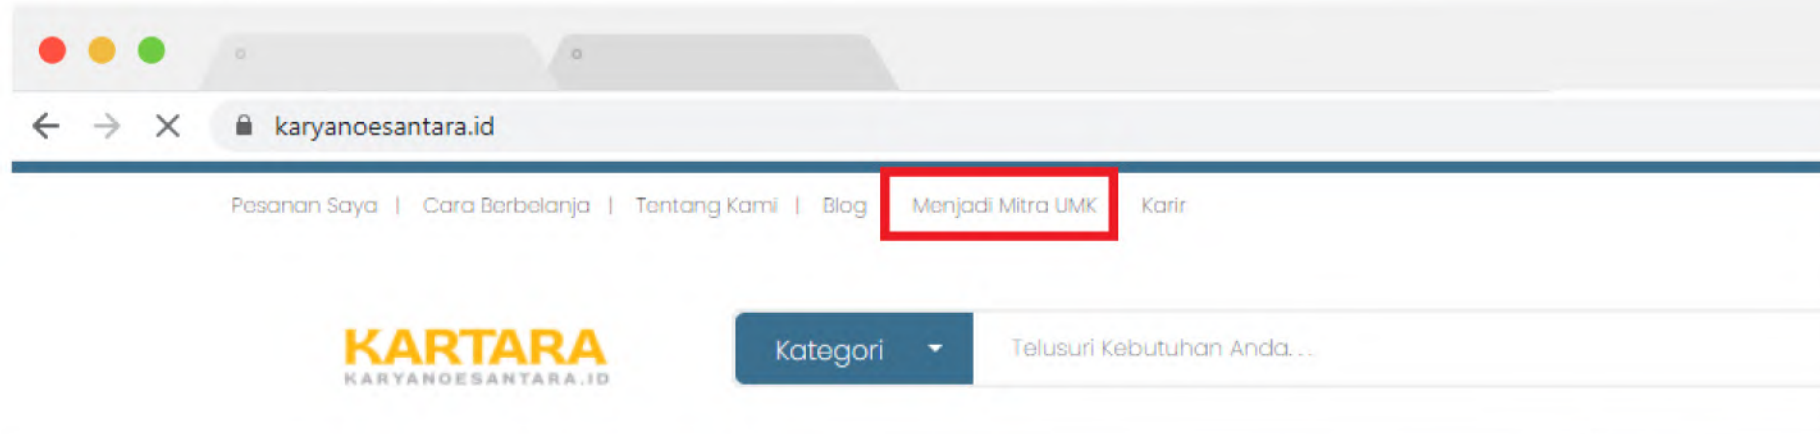 karyanoesantara.id
Pesanan Saya | Cara Berbelanja | Tentang Kami | Blog Menjadi Mitra UMK Karir
KARTARA
KARYANOESANTARA.ID
Kategori
Telusuri Kebutuhan Anda...